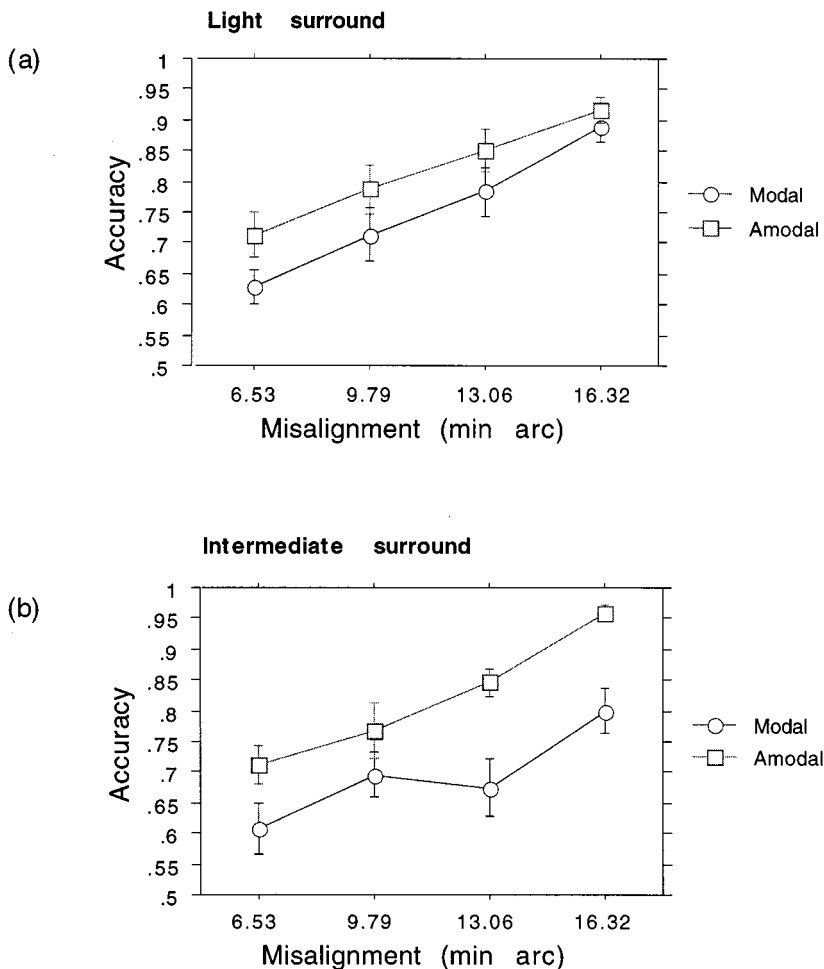 Light surround
(a)
1
.95
.9
.85
.8
.75
.7
.65
.6
.55
.5
Accuracy
6.53 9.79 13.06 16.32
Misalignment (min arc)
Modal
Amodal
Intermediate surround
(b)
1
.95
.9
.85
.8
.75
.7
.65
.6
.55
.5
Accuracy
6.53 9.79 13.06 16.32
Misalignment (min arc)
Modal
Amodal